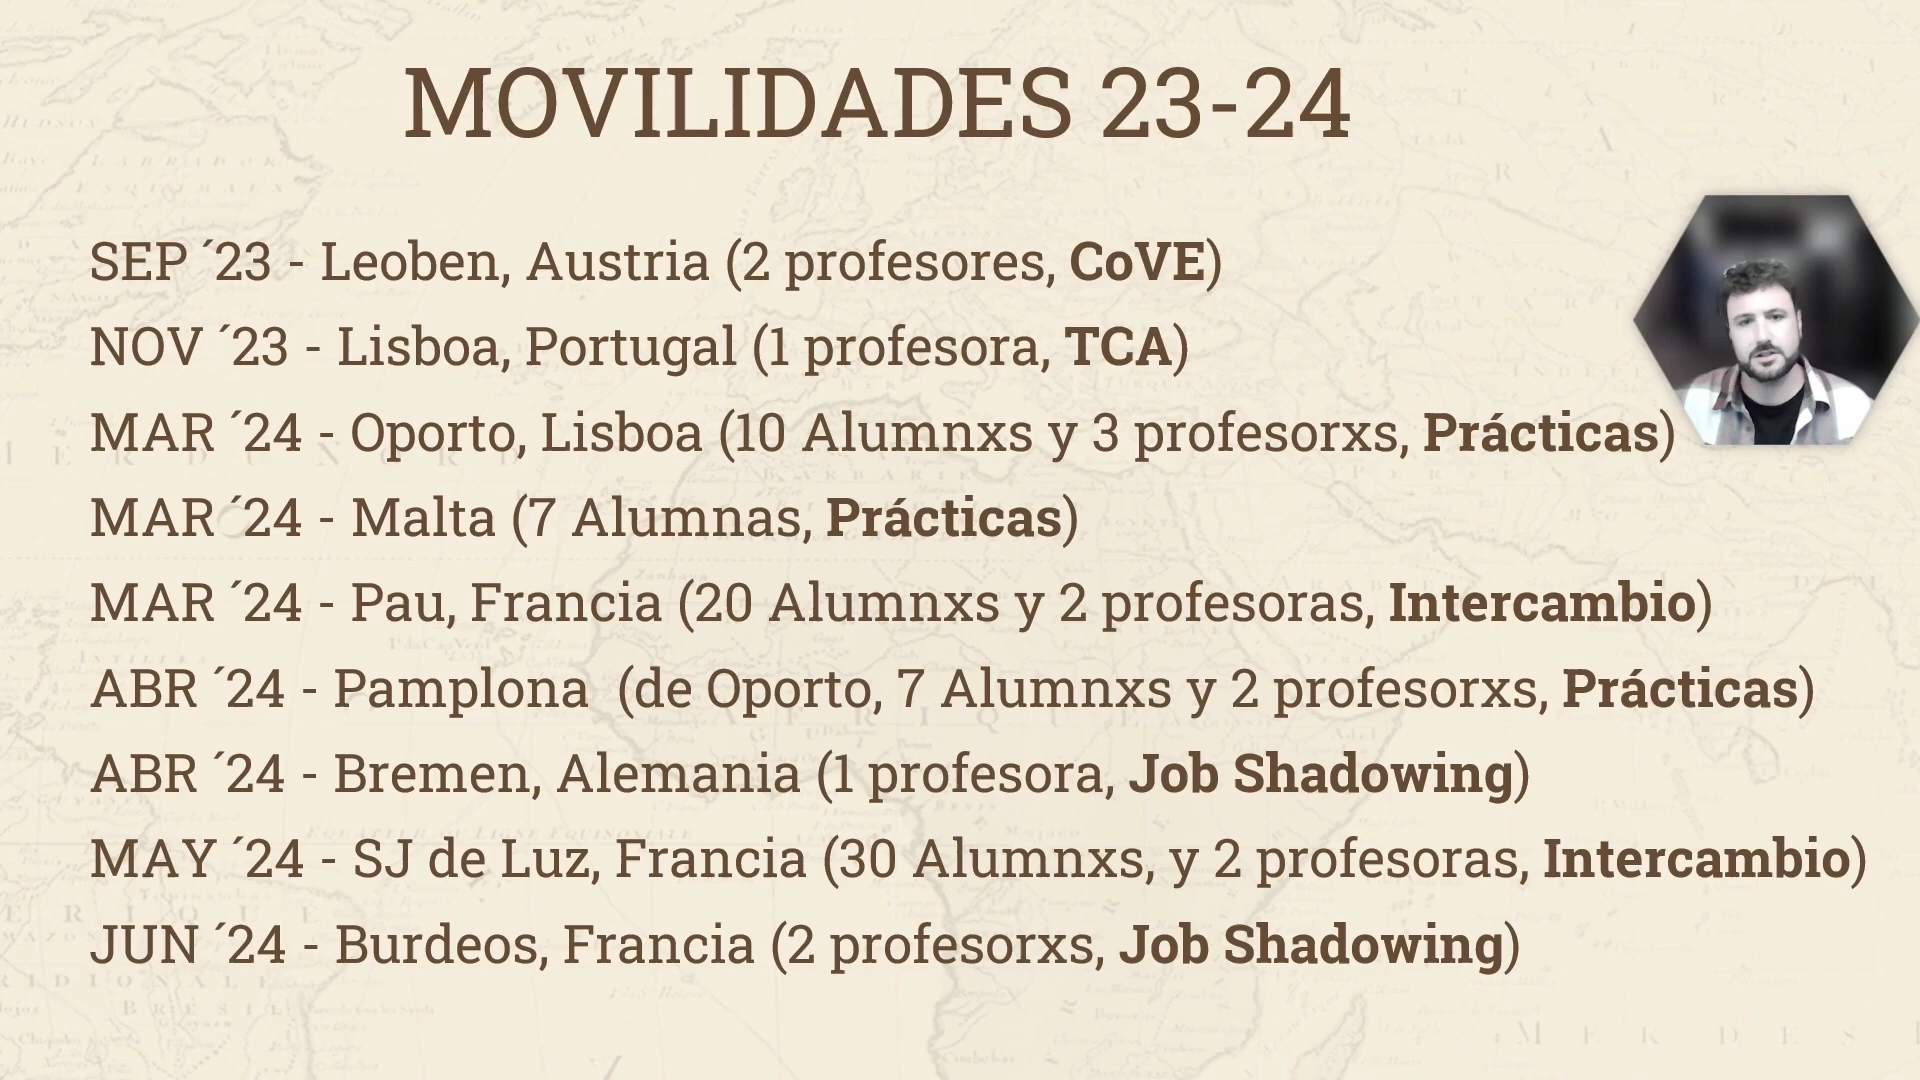 MOVILIDADES 23-24
SEP ´23 - Leoben, Austria (2 profesores, CoVE)
NOV ´23 - Lisboa, Portugal (1 profesora, TCA)
MAR ´24 - Oporto, Lisboa (10 Alumnxs y 3 profesorxs, Prácticas)
MAR ´24 - Malta (7 Alumnas, Prácticas)
MAR ´24 - Pau, Francia (20 Alumnxs y 2 profesoras, Intercambio)
ABR ´24 - Pamplona (de Oporto, 7 Alumnxs y 2 profesorxs, Prácticas)
ABR ´24 - Bremen, Alemania (1 profesora, Job Shadowing)
MAY ´24 - SJ de Luz, Francia (30 Alumnxs, y 2 profesoras, Intercambio)
JUN ´24 - Burdeos, Francia (2 profesorxs, Job Shadowing)